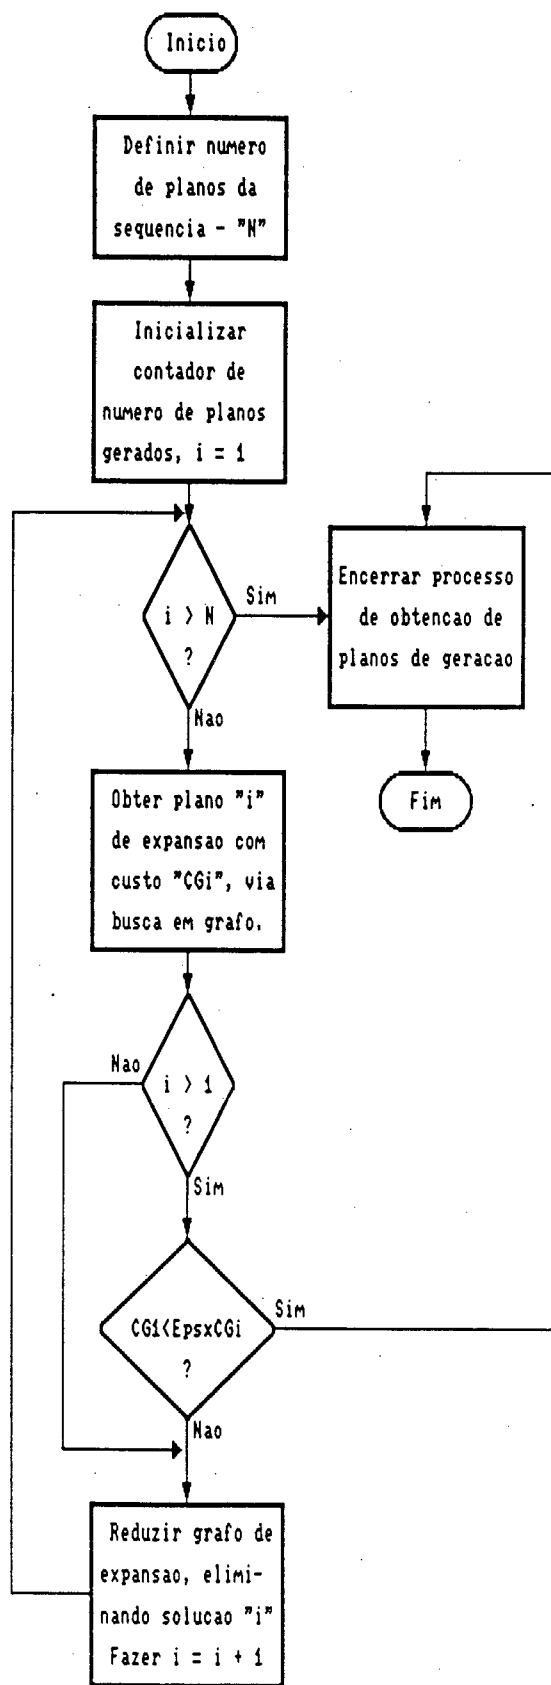 Inicio
Definir numero
de planos da
sequencia - "N"
Inicializar
contador de
numero de planos
gerados, i = 1
i > N
?
Sim
Encerrar processo
de obtencao de
planos de geracao
Nao
Fim
Obter plano "i"
de expansao com
custo "CGi", via
busca em grafo.
Nao
i > 1
?
Sim
CG1<EpsxCGi
?
Sim
Nao
Reduzir grafo de
expansao, elimi-
nando solucao "i"
Fazer i = i + 1